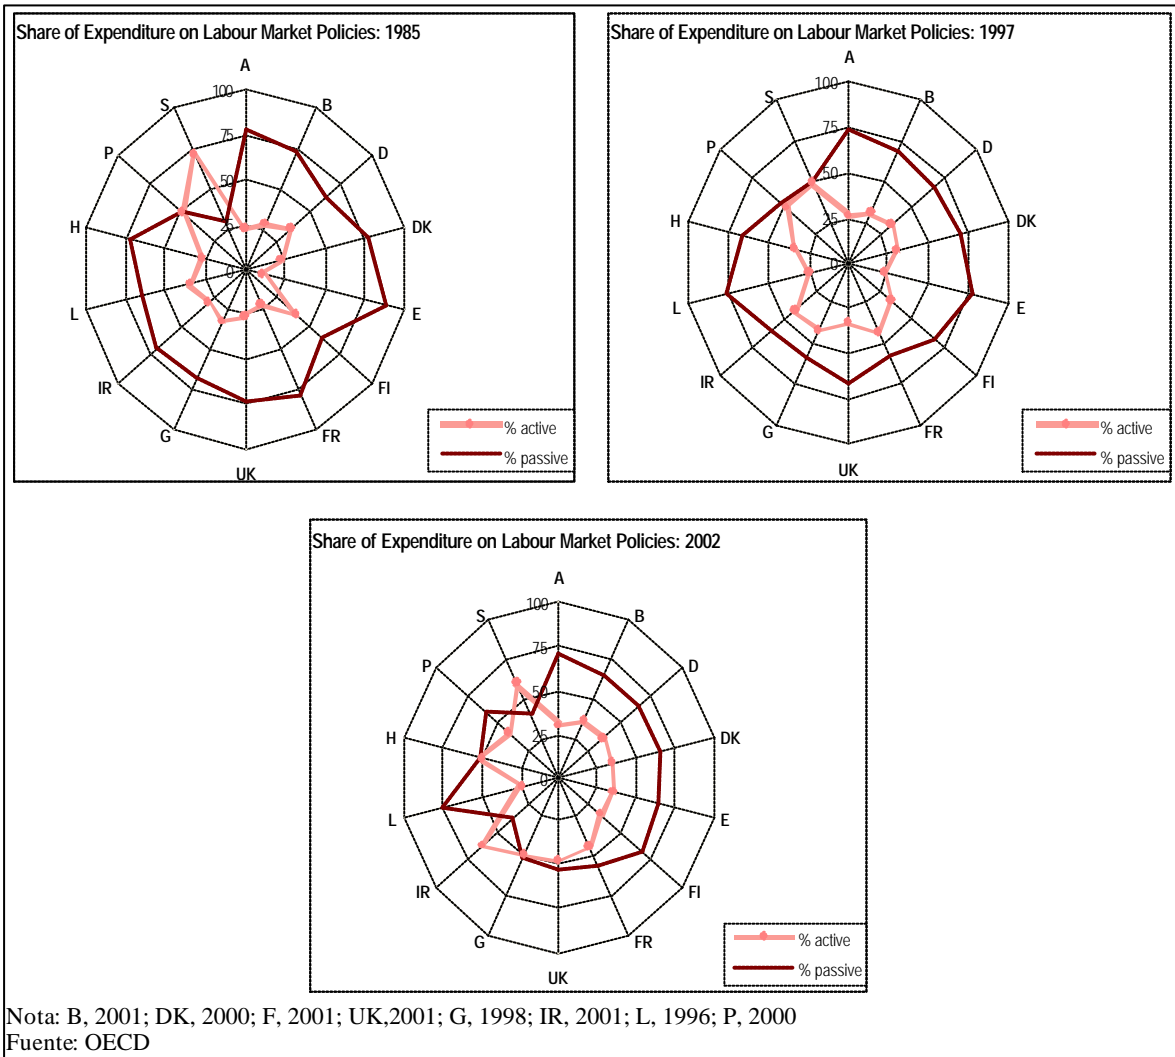 Share of Expenditure on Labour Market Policies: 1985
A
B
D
DK
E
FI
FR
UK
G
IR
L
H
P
S
100
75
50
25
0
% active
% passive
Share of Expenditure on Labour Market Policies: 1997
A
B
D
DK
E
FI
FR
UK
G
IR
L
H
P
S
100
75
50
25
0
% active
% passive
Share of Expenditure on Labour Market Policies: 2002
A
B
D
DK
E
FI
FR
UK
G
IR
L
H
P
S
100
75
50
25
0
% active
% passive
Nota: B, 2001; DK, 2000; F, 2001; UK,2001; G, 1998; IR, 2001; L, 1996; P, 2000
Fuente: OECD